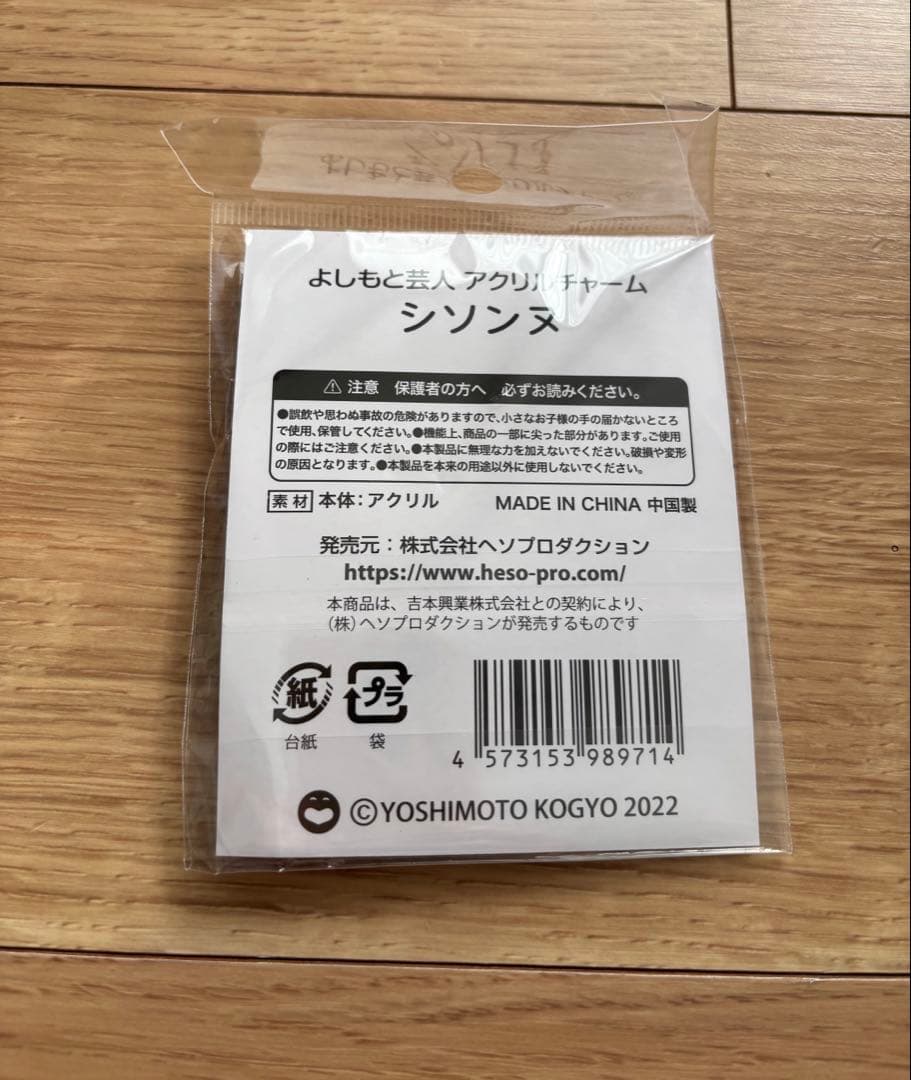 よしもと芸人 アクリルチャーム
シソンヌ
⚠注意 保護者の方へ 必ずお読みください。
●誤飲や思わぬ事故の危険がありますので、小さなお子様の手の届かないところ
で使用、保管してください。●機能上、商品の一部に尖った部分があります。ご使用
の際にはご注意ください。●本製品に無理な力を加えないでください。破損や変形
の原因となります。●本製品を本来の用途以外に使用しないでください。
素材 本体：アクリル MADE IN CHINA 中国製
発売元：株式会社ヘソプロダクション
https://www.heso-pro.com/
本商品は、吉本興業株式会社との契約により、
（株）ヘソプロダクションが発売するものです
紙 プラ
台紙 袋
4 573153 989714
©YOSHIMOTO KOGYO 2022